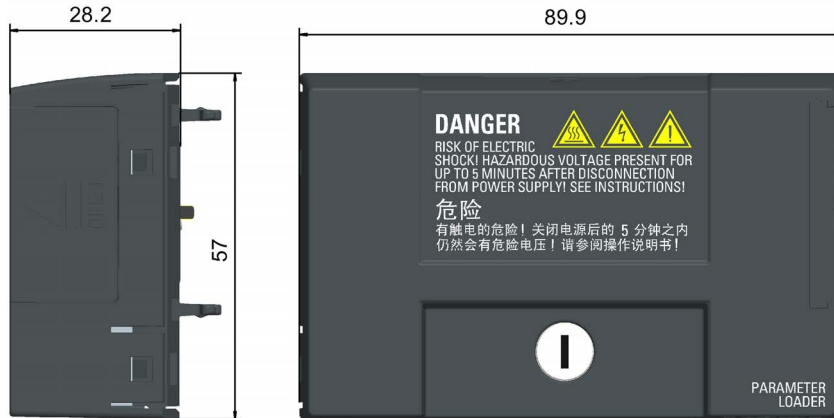 28.2
89.9
57
DANGER
RISK OF ELECTRIC
SHOCK! HAZARDOUS VOLTAGE PRESENT FOR
UP TO 5 MINUTES AFTER DISCONNECTION
FROM POWER SUPPLY! SEE INSTRUCTIONS!
危险
有触电的危险！关闭电源后的 5 分钟之内
仍然会有危险电压！请参阅操作说明书！
PARAMETER
LOADER